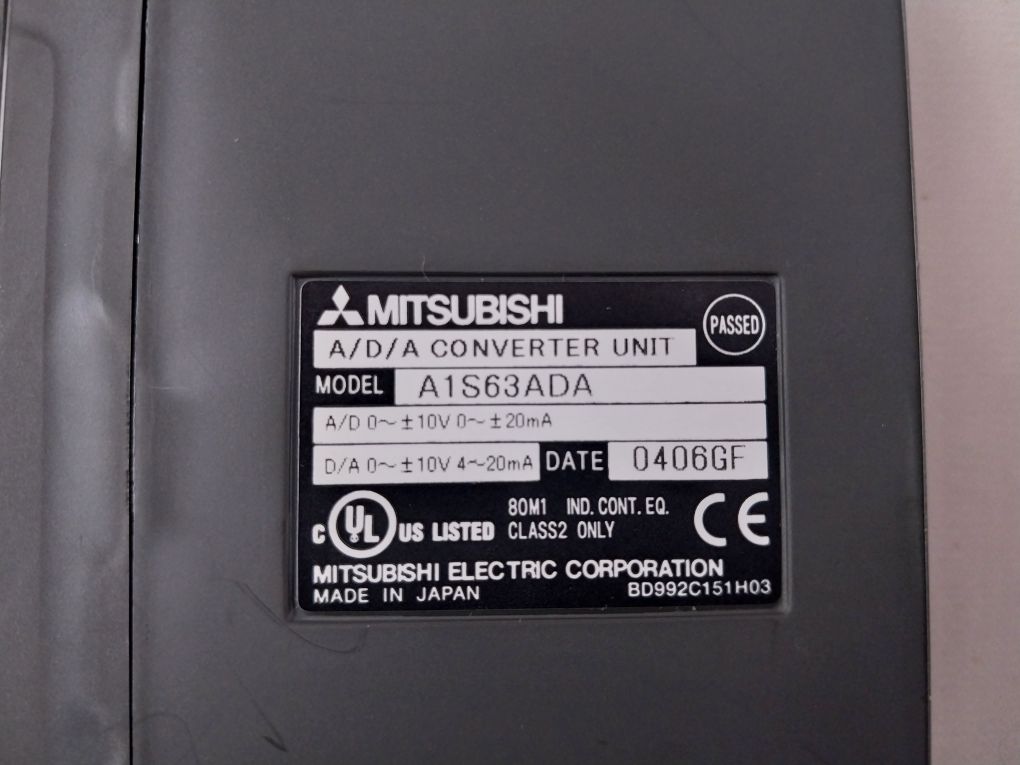 MITSUBISHI
PASSED
A/D/A CONVERTER UNIT
MODEL A1S63ADA
A/D 0～±10V 0～±20mA
D/A 0～±10V 4～20mA DATE 0406GF
C UL US LISTED 80M1 IND. CONT. EQ.
CLASS2 ONLY
CE
MITSUBISHI ELECTRIC CORPORATION
MADE IN JAPAN BD992C151H03